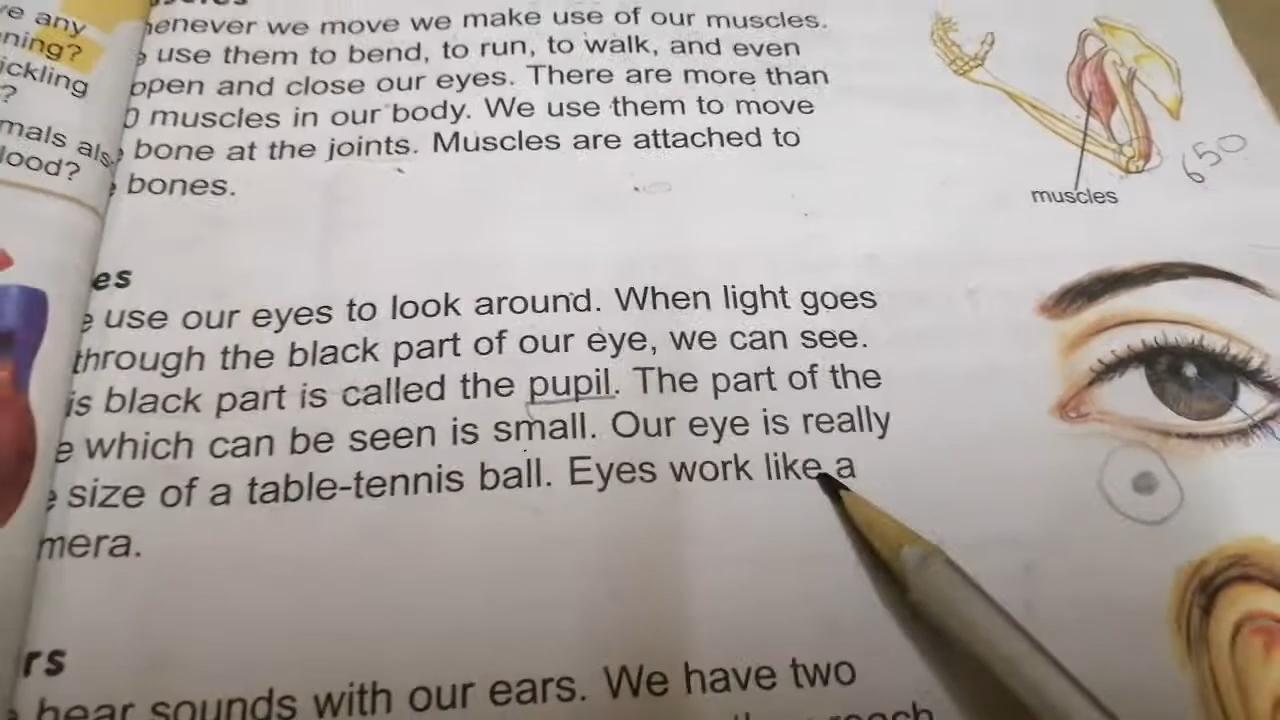 any
ning?
ickling
?
mals als
lood?
henever we move we make use of our muscles.
use them to bend, to run, to walk, and even
open and close our eyes. There are more than
0 muscles in our body. We use them to move
bone at the joints. Muscles are attached to
bones.
muscles
650
es
e use our eyes to look around. When light goes
through the black part of our eye, we can see.
is black part is called the pupil. The part of the
e which can be seen is small. Our eye is really
size of a table-tennis ball. Eyes work like a
mera.
rs
hear sounds with our ears. We have two